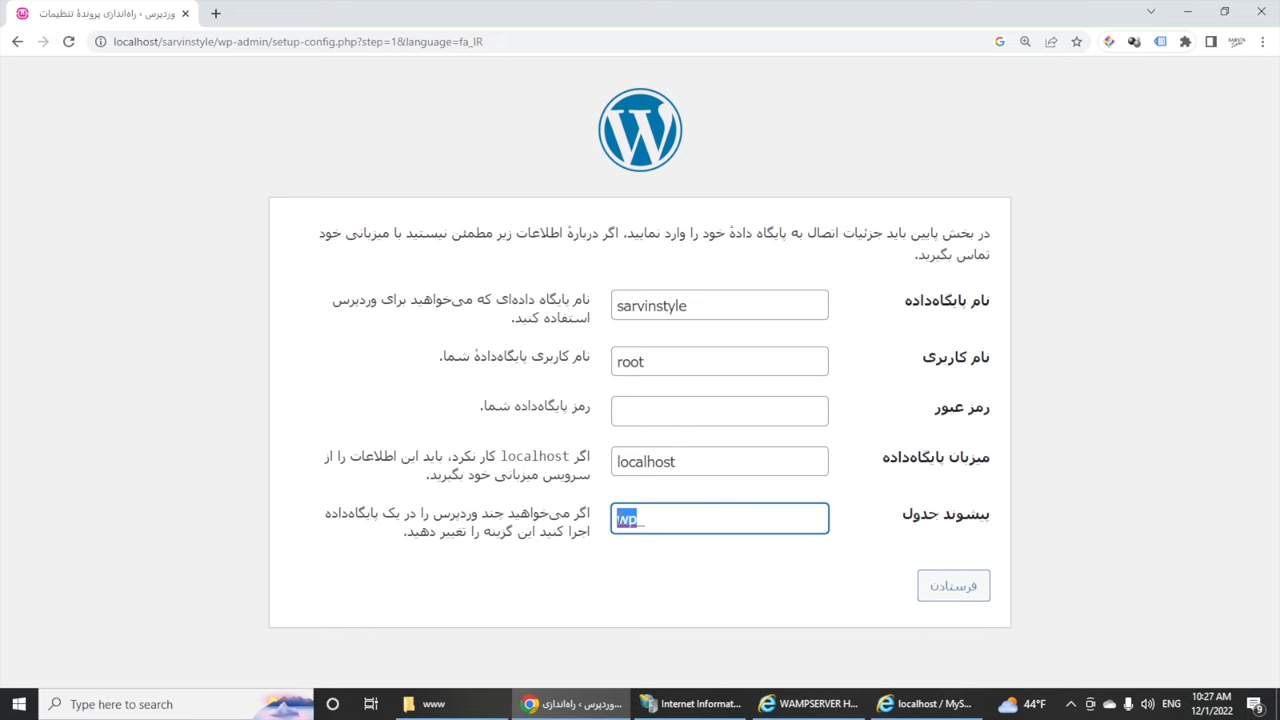 وردپرس › راه‌اندازی پروندهٔ تنظیمات
localhost/sarvinstyle/wp-admin/setup-config.php?step=1&language=fa_IR
در بخش پایین باید جزئیات اتصال به پایگاه دادهٔ خود را وارد نمایید. اگر دربارهٔ اطلاعات زیر مطمئن نیستید با میزبانی خود
تماس بگیرید.
نام پایگاه‌داده
sarvinstyle
نام پایگاه داده‌ای که می‌خواهید برای وردپرس
استفاده کنید.
نام کاربری
root
نام کاربری پایگاه‌دادهٔ شما.
رمز عبور
رمز پایگاه‌داده شما.
میزبان پایگاه‌داده
localhost
اگر localhost کار نکرد، باید این اطلاعات را از
سرویس میزبانی خود بگیرید.
پیشوند جدول
wp_
اگر می‌خواهید چند وردپرس را در یک پایگاه‌داده
اجرا کنید این گزینه را تغییر دهید.
فرستادن
Type here to search
www
وردپرس › راه‌اندازی...
Internet Informat...
WAMPSERVER H...
localhost / MyS...
44°F
ENG
10:27 AM
12/1/2022